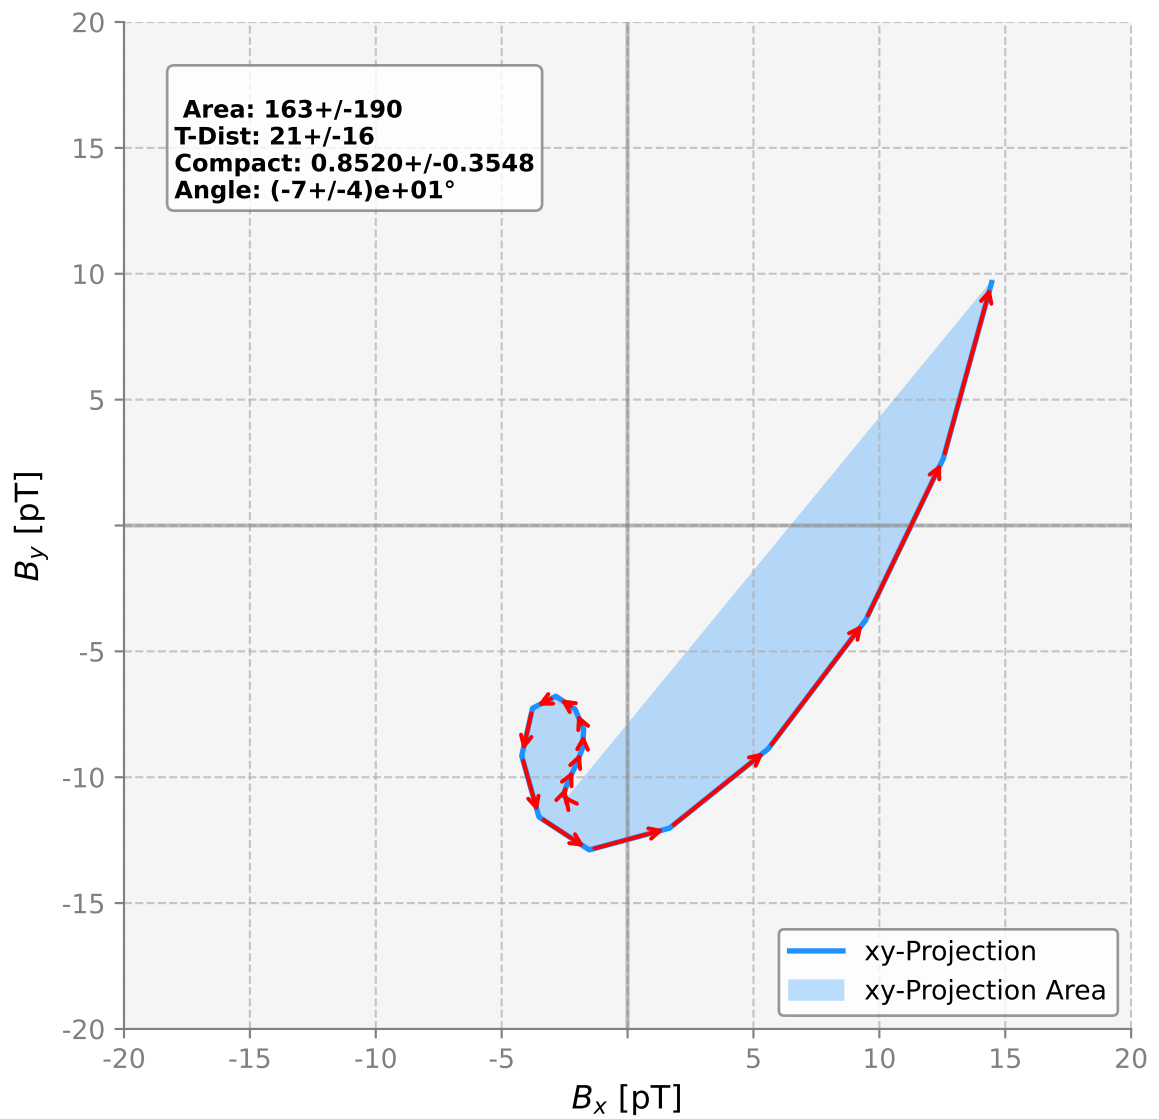 20
15
10
5
-5
-10
-15
-20
-20
-15
-10
-5
5
10
15
20
B_y [pT]
B_x [pT]
Area: 163+/-190
T-Dist: 21+/-16
Compact: 0.8520+/-0.3548
Angle: (-7+/-4)e+01°
xy-Projection
xy-Projection Area